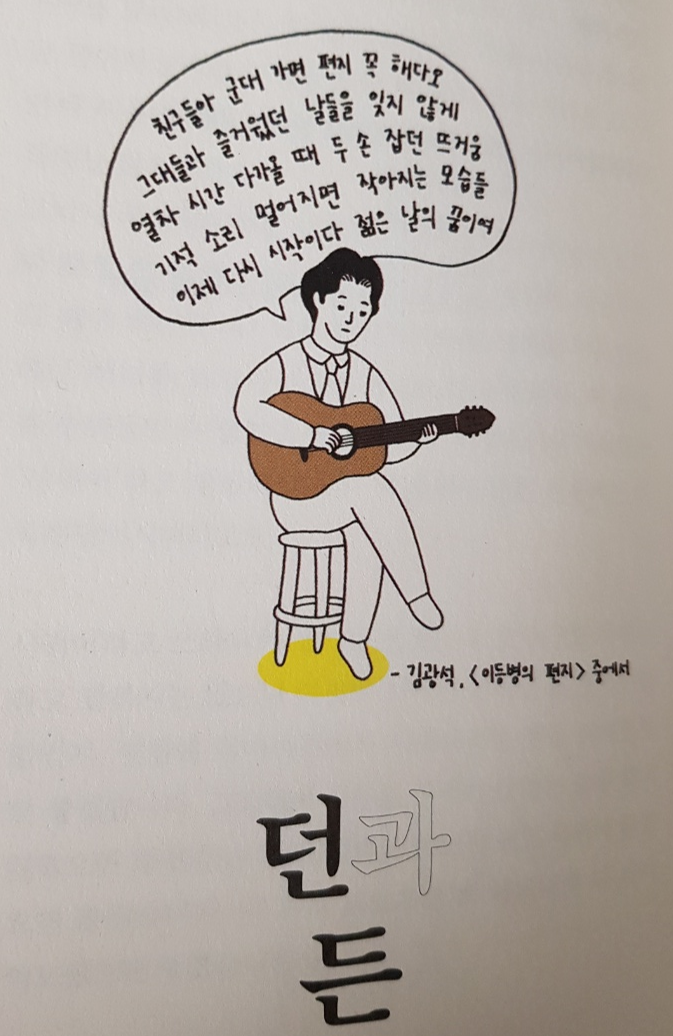 친구들아 군대 가면 편지 꼭 해다오
그대들과 즐거웠던 날들을 잊지 않게
열차 시간 다가올 때 두 손 잡던 뜨거움
기적 소리 멀어지면 작아지는 모습들
이제 다시 시작이다 젊은 날의 꿈이여
- 김광석, <이등병의 편지> 중에서
던과
든